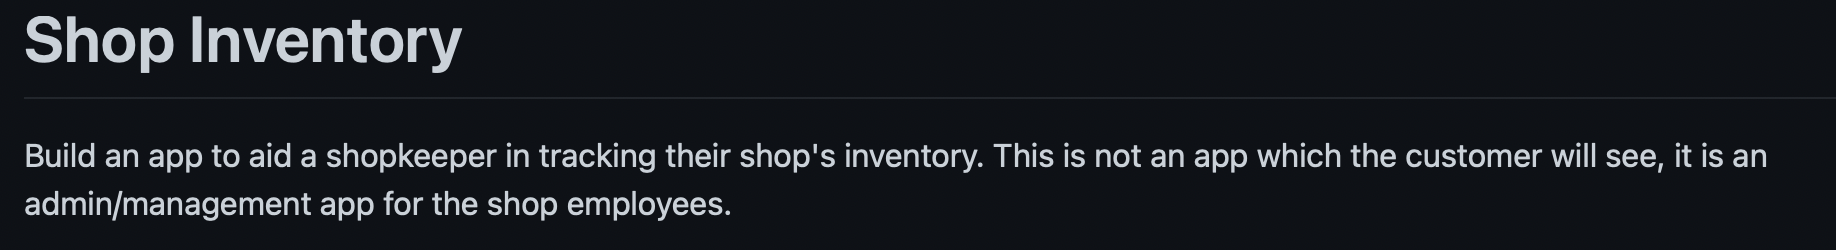 Shop Inventory
Build an app to aid a shopkeeper in tracking their shop's inventory. This is not an app which the customer will see, it is an
admin/management app for the shop employees.